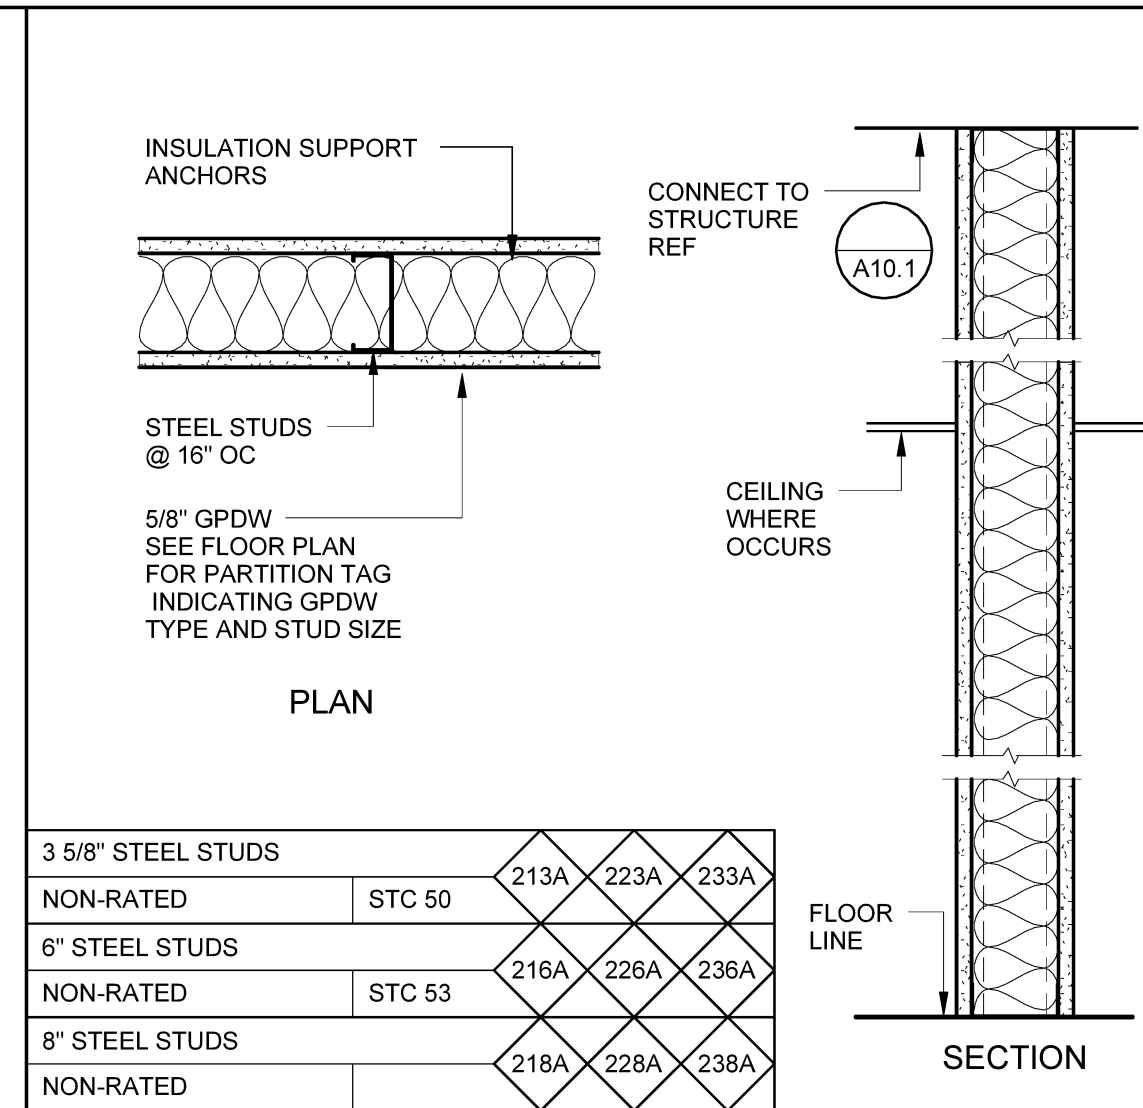 INSULATION SUPPORT
ANCHORS
CONNECT TO
STRUCTURE
REF
A10.1
STEEL STUDS
@ 16" OC
5/8" GPDW
SEE FLOOR PLAN
FOR PARTITION TAG
INDICATING GPDW
TYPE AND STUD SIZE
CEILING
WHERE
OCCURS
PLAN
3 5/8" STEEL STUDS
213A 223A 233A
NON-RATED STC 50
6" STEEL STUDS
216A 226A 236A
NON-RATED STC 53
8" STEEL STUDS
218A 228A 238A
NON-RATED
FLOOR
LINE
SECTION